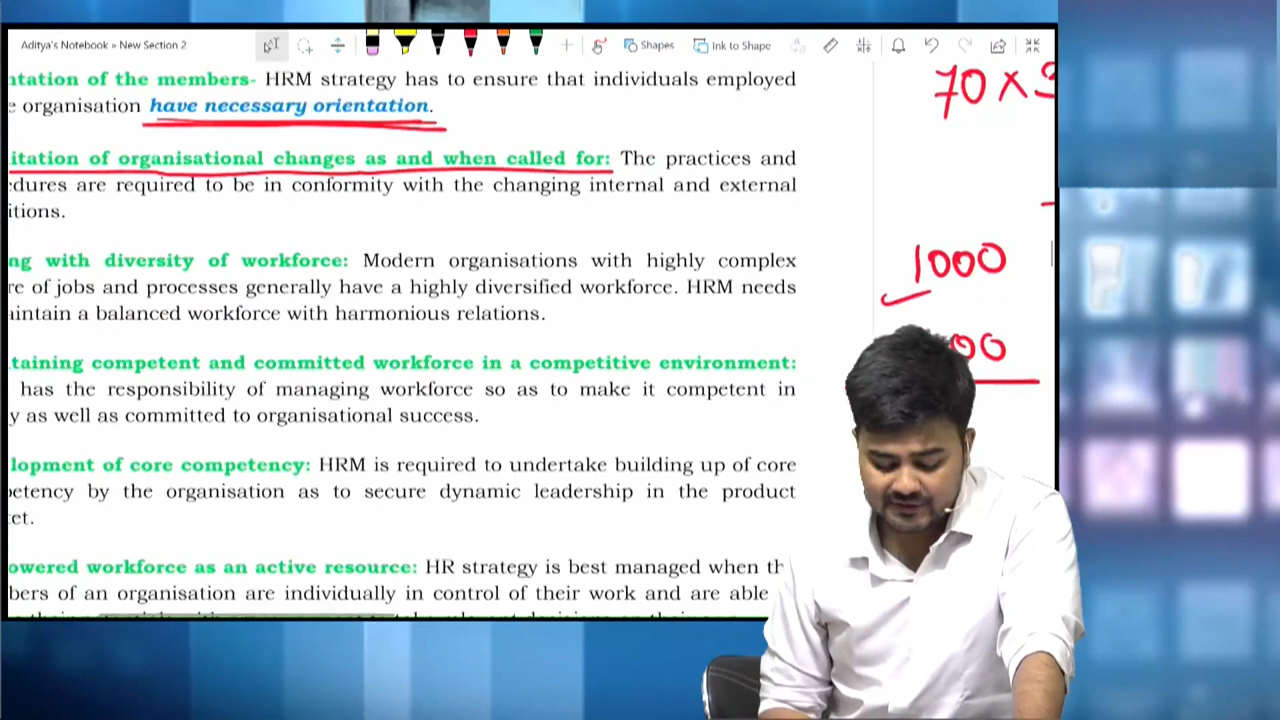 Aditya's Notebook » New Section 2
Shapes
Ink to Shape
ntation of the members- HRM strategy has to ensure that individuals employed
e organisation have necessary orientation.
70 ×
itation of organisational changes as and when called for: The practices and
dures are required to be in conformity with the changing internal and external
itions.
1000
ng with diversity of workforce: Modern organisations with highly complex
re of jobs and processes generally have a highly diversified workforce. HRM needs
aintain a balanced workforce with harmonious relations.
00
taining competent and committed workforce in a competitive environment:
has the responsibility of managing workforce so as to make it competent in
y as well as committed to organisational success.
lopment of core competency: HRM is required to undertake building up of core
petency by the organisation as to secure dynamic leadership in the product
et.
owered workforce as an active resource: HR strategy is best managed when th
bers of an organisation are individually in control of their work and are able